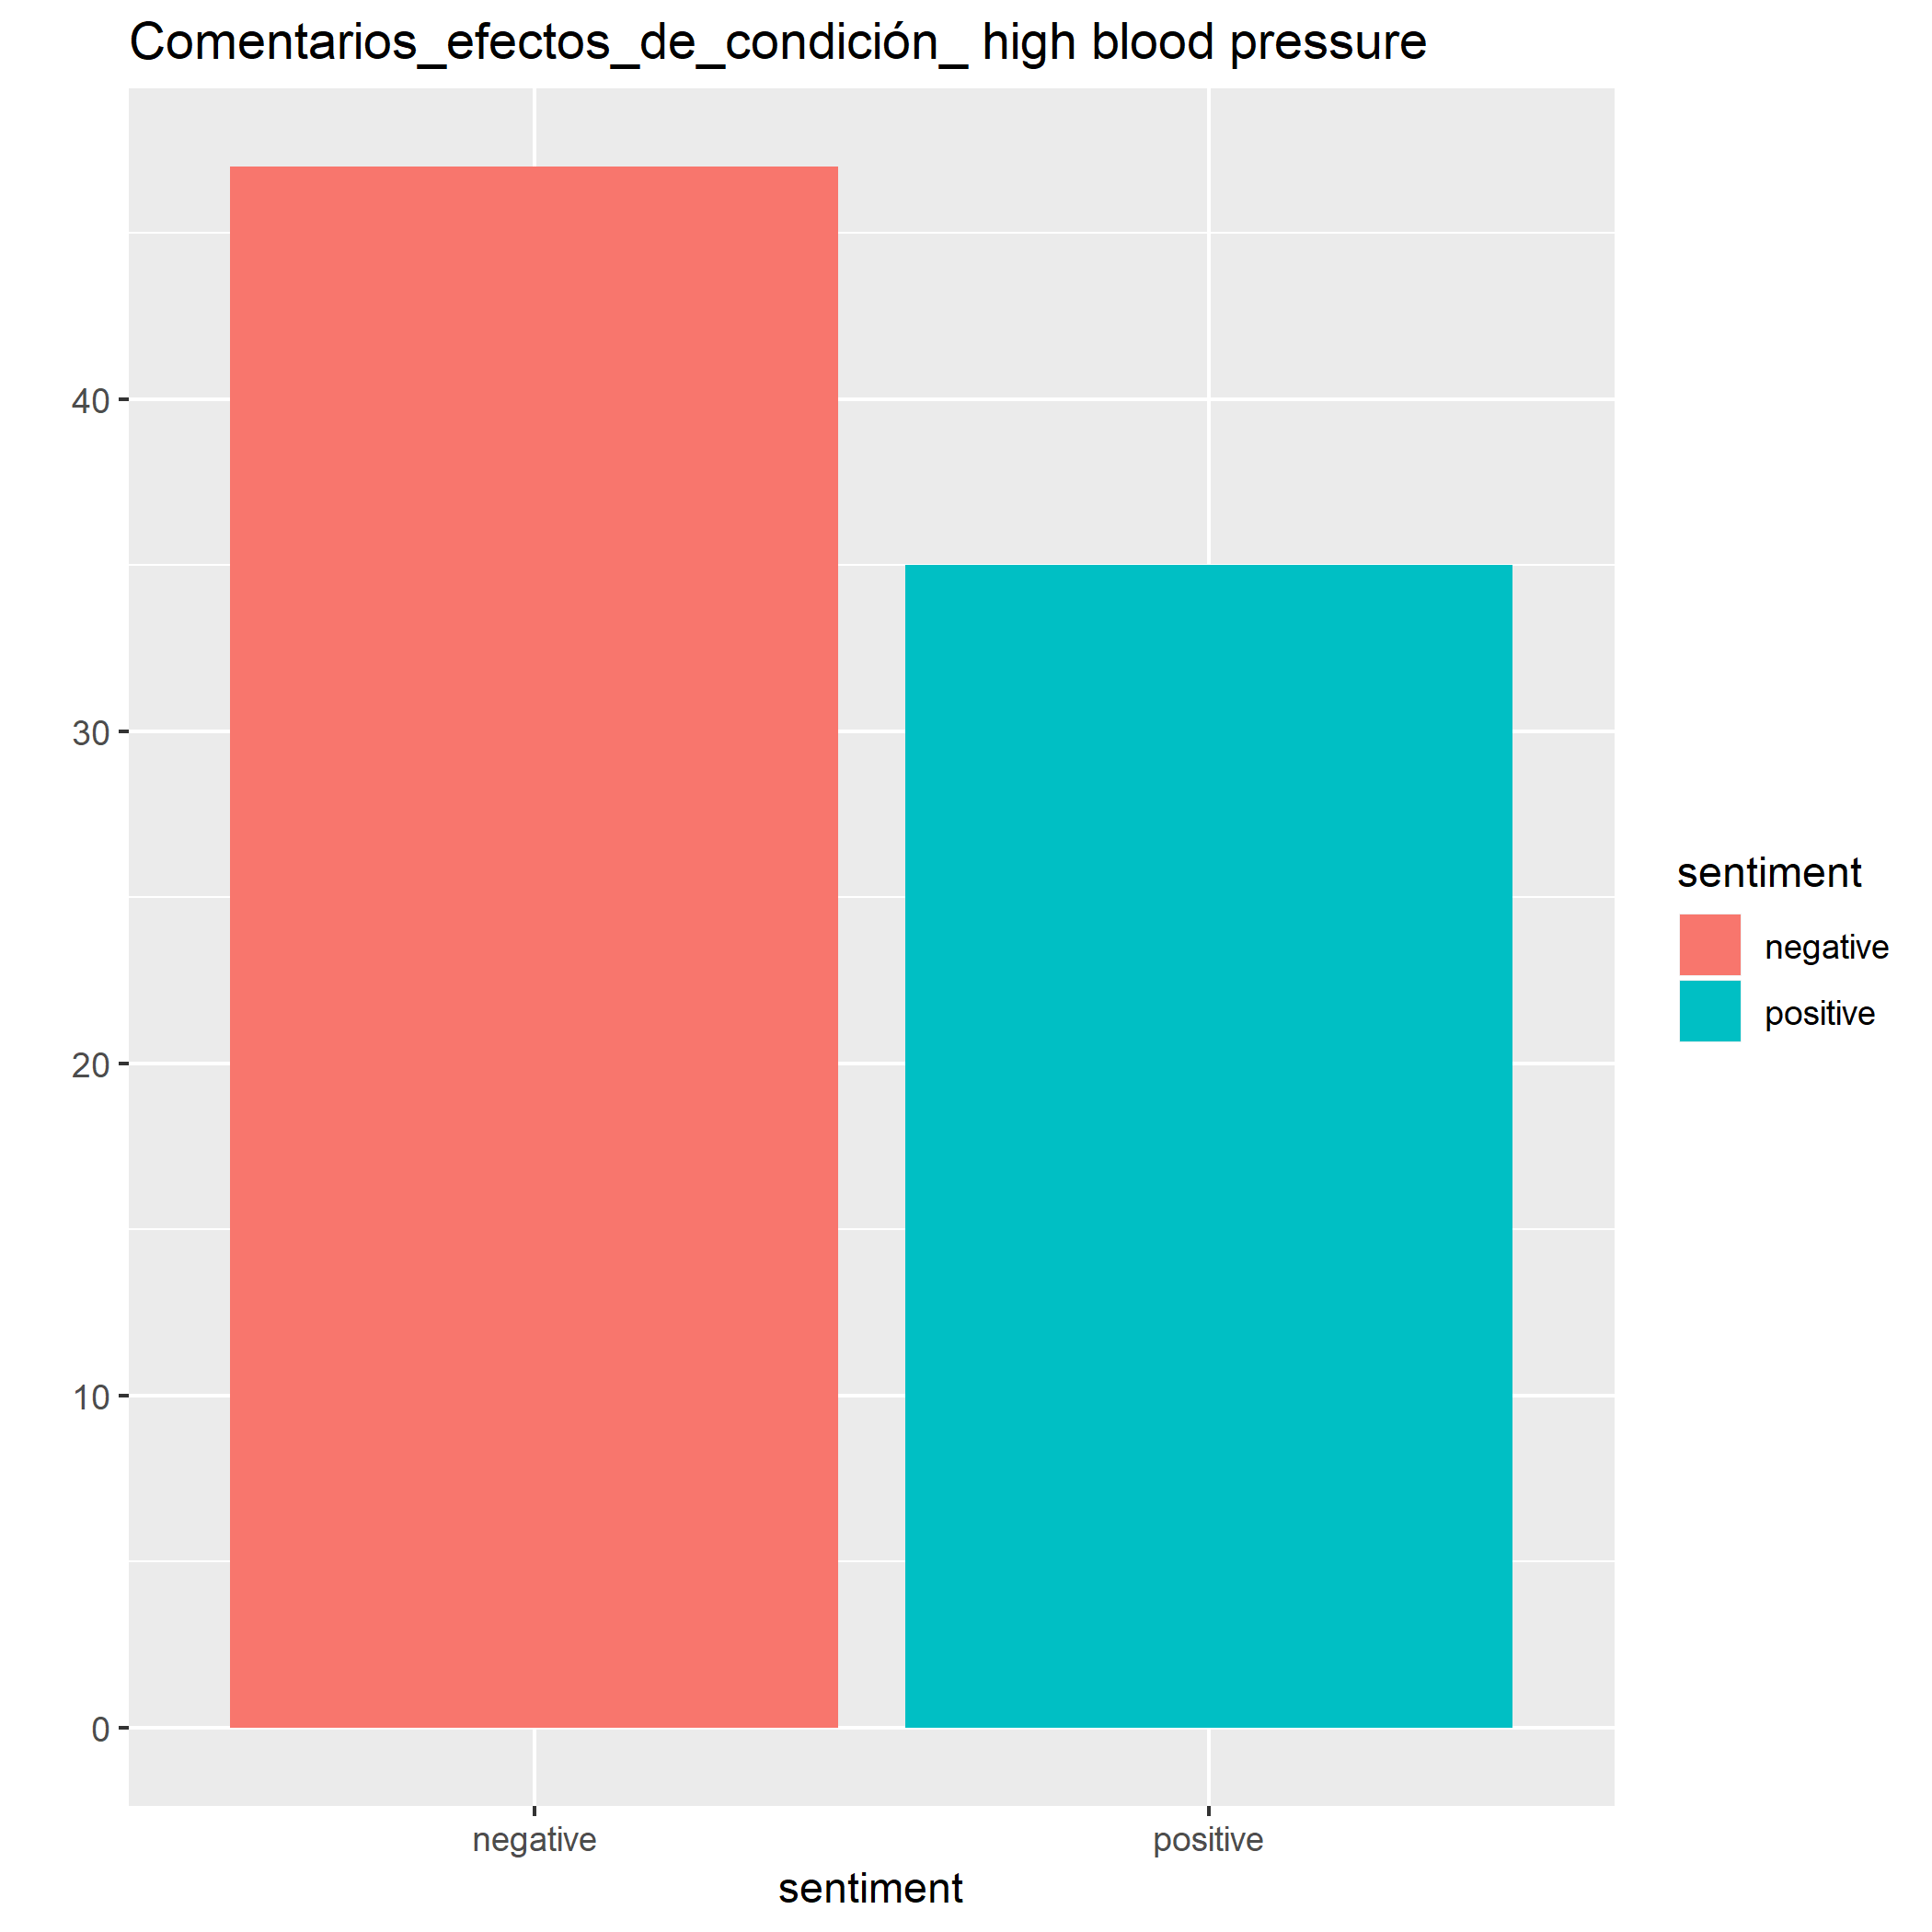 Comentarios_efectos_de_condición_ high blood pressure
40
30
20
10
0
negative
positive
sentiment
sentiment
negative
positive